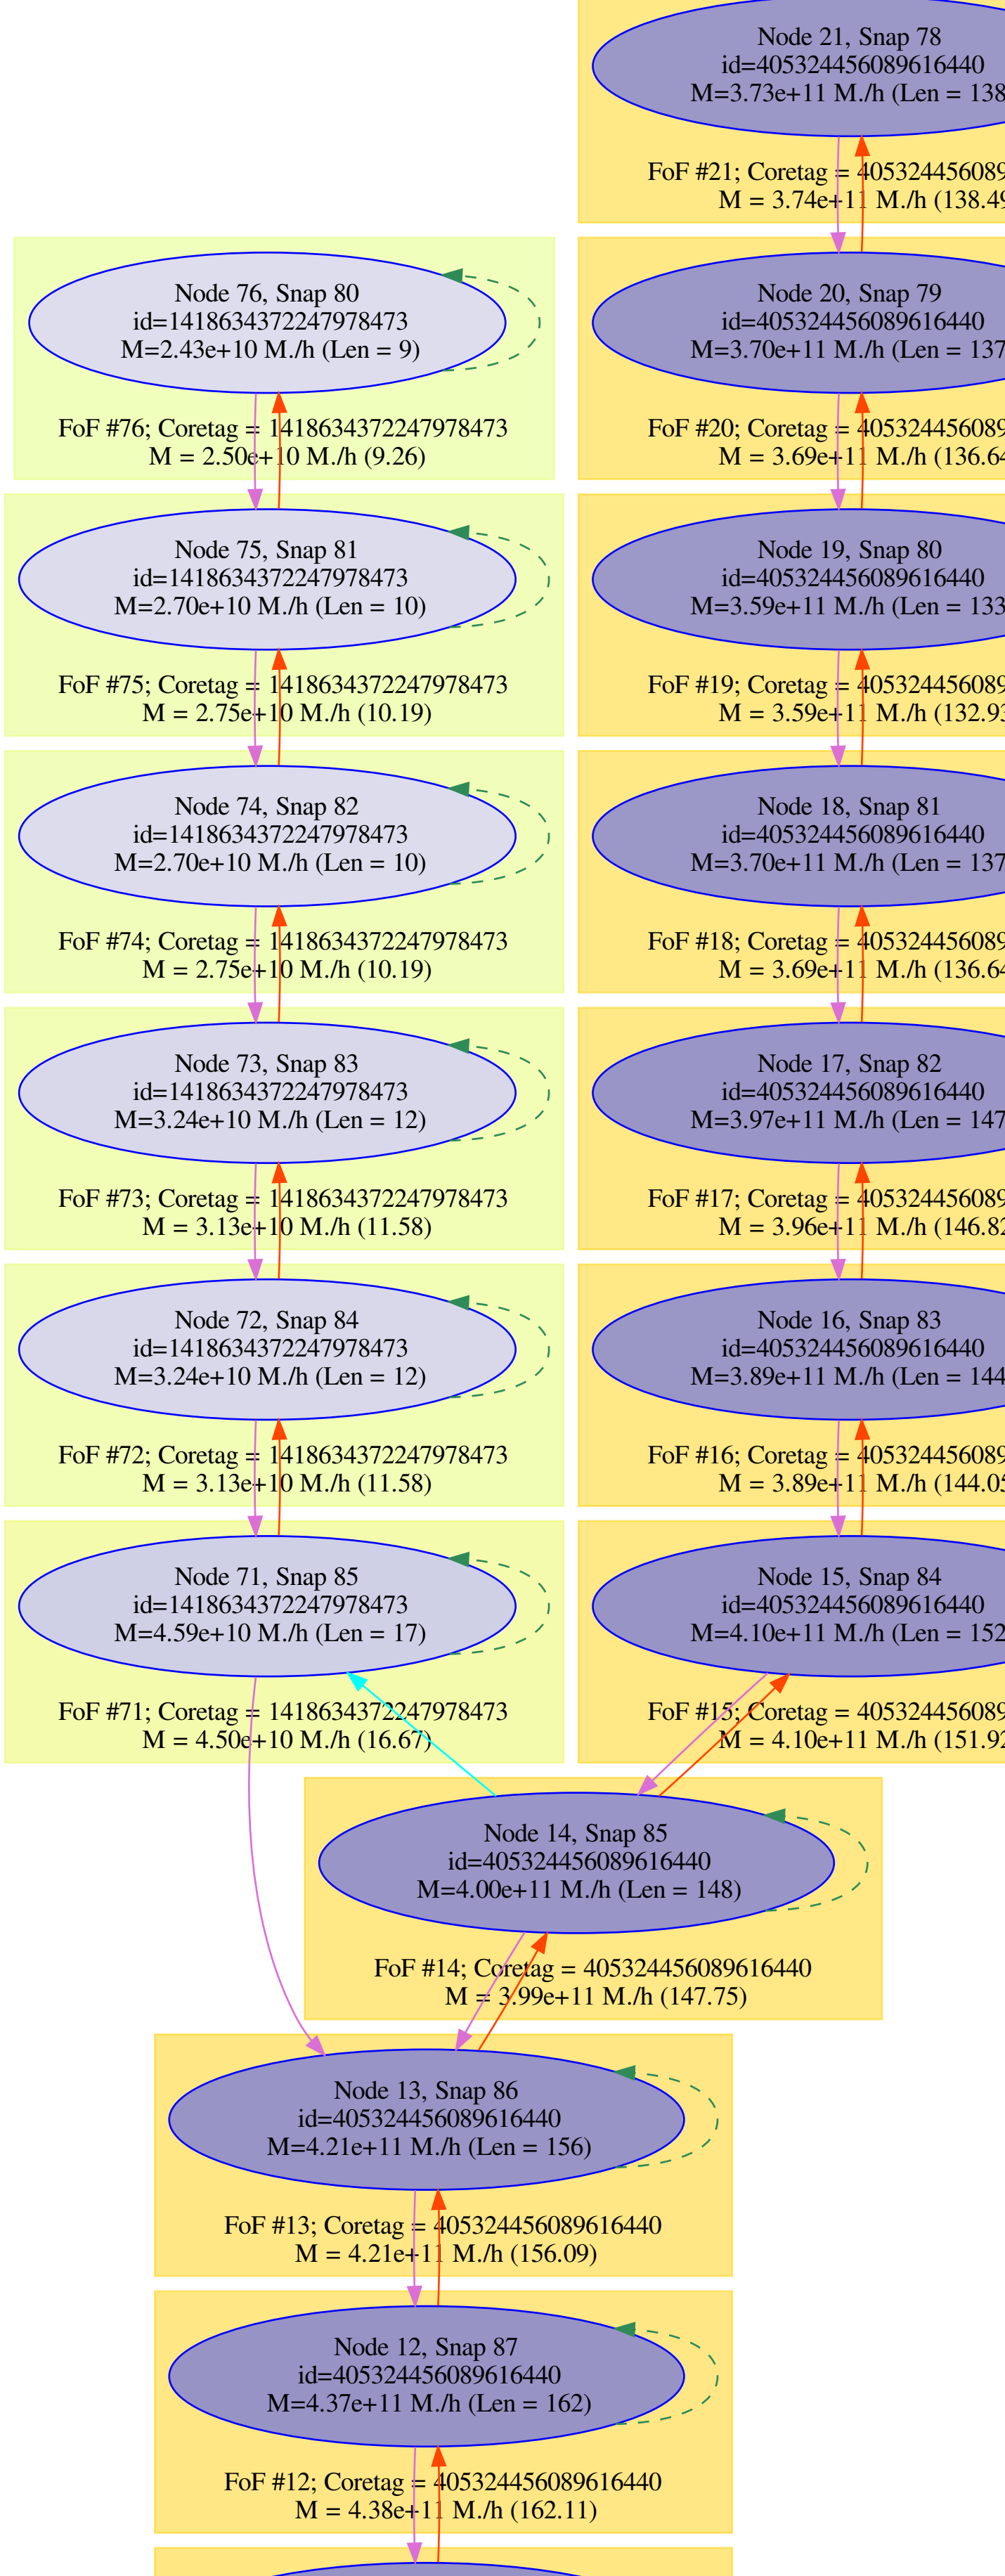 Node 21, Snap 78
id=405324456089616440
M=3.73e+11 M./h (Len = 138
FoF #21; Coretag = 405324456089
M = 3.74e+11 M./h (138.49
Node 76, Snap 80
id=1418634372247978473
M=2.43e+10 M./h (Len = 9)
FoF #76; Coretag = 1418634372247978473
M = 2.50e+10 M./h (9.26)
Node 20, Snap 79
id=405324456089616440
M=3.70e+11 M./h (Len = 137
FoF #20; Coretag = 405324456089
M = 3.69e+11 M./h (136.64
Node 75, Snap 81
id=1418634372247978473
M=2.70e+10 M./h (Len = 10)
FoF #75; Coretag = 1418634372247978473
M = 2.75e+10 M./h (10.19)
Node 19, Snap 80
id=405324456089616440
M=3.59e+11 M./h (Len = 133
FoF #19; Coretag = 405324456089
M = 3.59e+11 M./h (132.93
Node 74, Snap 82
id=1418634372247978473
M=2.70e+10 M./h (Len = 10)
FoF #74; Coretag = 1418634372247978473
M = 2.75e+10 M./h (10.19)
Node 18, Snap 81
id=405324456089616440
M=3.70e+11 M./h (Len = 137
FoF #18; Coretag = 405324456089
M = 3.69e+11 M./h (136.64
Node 73, Snap 83
id=1418634372247978473
M=3.24e+10 M./h (Len = 12)
FoF #73; Coretag = 1418634372247978473
M = 3.13e+10 M./h (11.58)
Node 17, Snap 82
id=405324456089616440
M=3.97e+11 M./h (Len = 147
FoF #17; Coretag = 405324456089
M = 3.96e+11 M./h (146.82
Node 72, Snap 84
id=1418634372247978473
M=3.24e+10 M./h (Len = 12)
FoF #72; Coretag = 1418634372247978473
M = 3.13e+10 M./h (11.58)
Node 16, Snap 83
id=405324456089616440
M=3.89e+11 M./h (Len = 144
FoF #16; Coretag = 405324456089
M = 3.89e+11 M./h (144.05
Node 71, Snap 85
id=1418634372247978473
M=4.59e+10 M./h (Len = 17)
FoF #71; Coretag = 1418634372247978473
M = 4.50e+10 M./h (16.67)
Node 15, Snap 84
id=405324456089616440
M=4.10e+11 M./h (Len = 152
FoF #15; Coretag = 405324456089
M = 4.10e+11 M./h (151.92
Node 14, Snap 85
id=405324456089616440
M=4.00e+11 M./h (Len = 148)
FoF #14; Coretag = 405324456089616440
M = 3.99e+11 M./h (147.75)
Node 13, Snap 86
id=405324456089616440
M=4.21e+11 M./h (Len = 156)
FoF #13; Coretag = 405324456089616440
M = 4.21e+11 M./h (156.09)
Node 12, Snap 87
id=405324456089616440
M=4.37e+11 M./h (Len = 162)
FoF #12; Coretag = 405324456089616440
M = 4.38e+11 M./h (162.11)